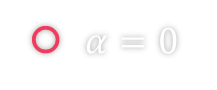 α = 0